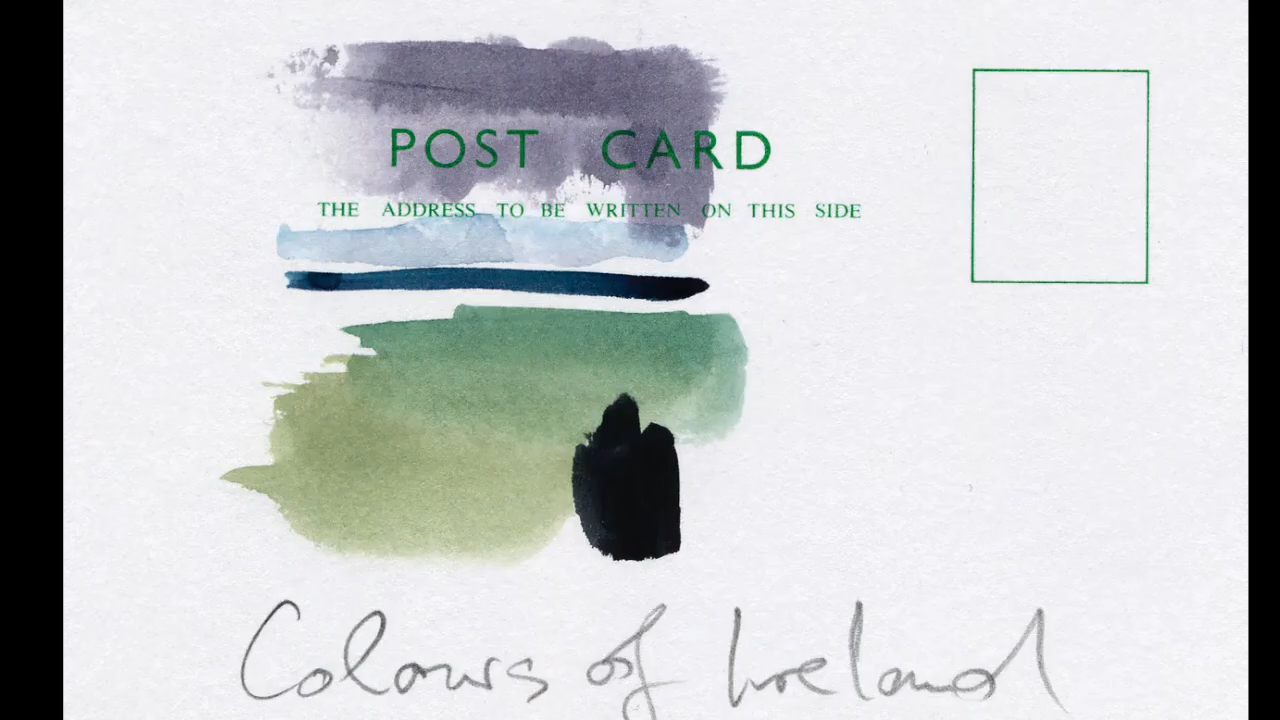 POST CARD
THE ADDRESS TO BE WRITTEN ON THIS SIDE
Colours of Ireland